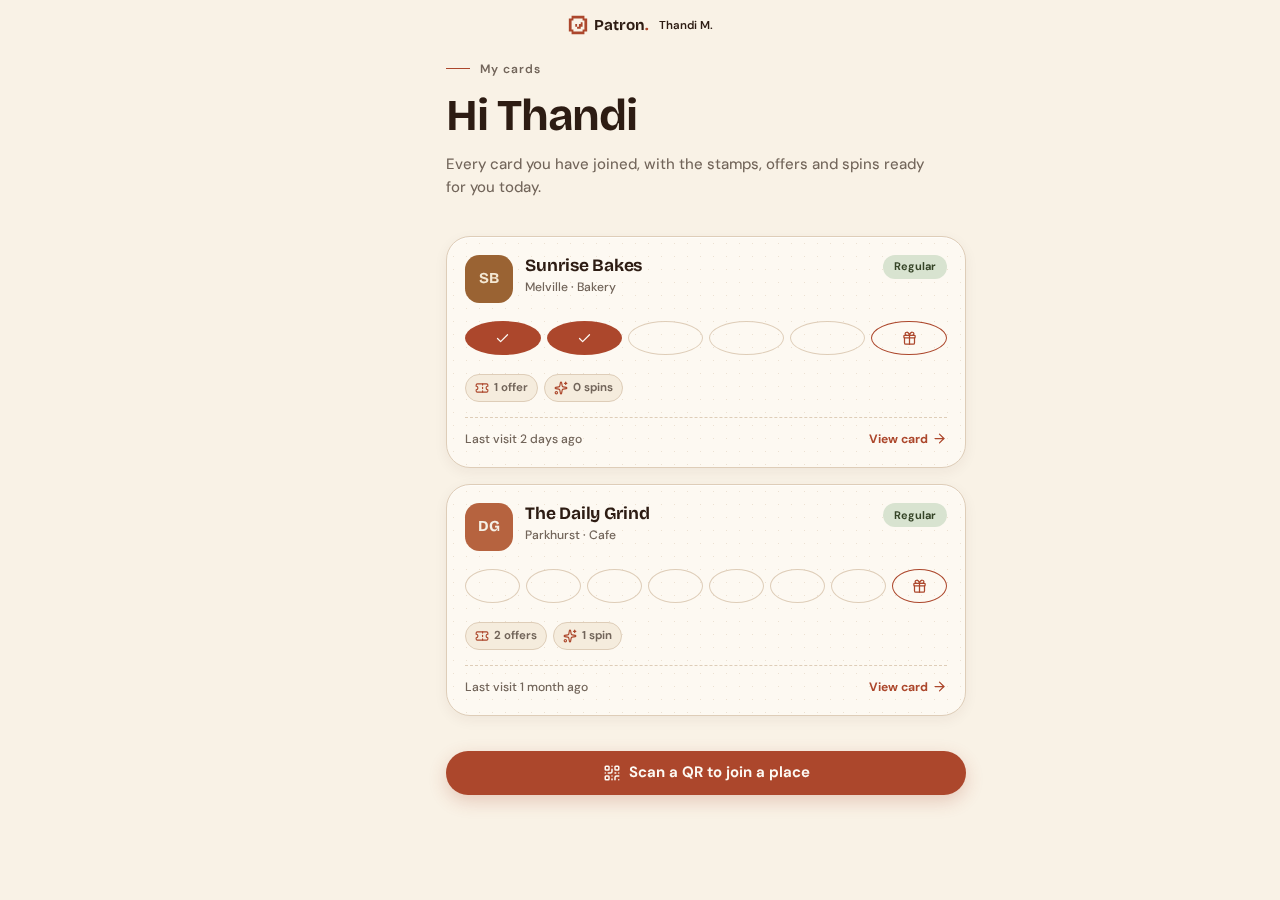 Patron. Thandi M.
My cards
Hi Thandi
Every card you have joined, with the stamps, offers and spins ready
for you today.
SB
Sunrise Bakes
Regular
Melville · Bakery
1 offer
0 spins
Last visit 2 days ago
View card
DG
The Daily Grind
Regular
Parkhurst · Cafe
2 offers
1 spin
Last visit 1 month ago
View card
Scan a QR to join a place